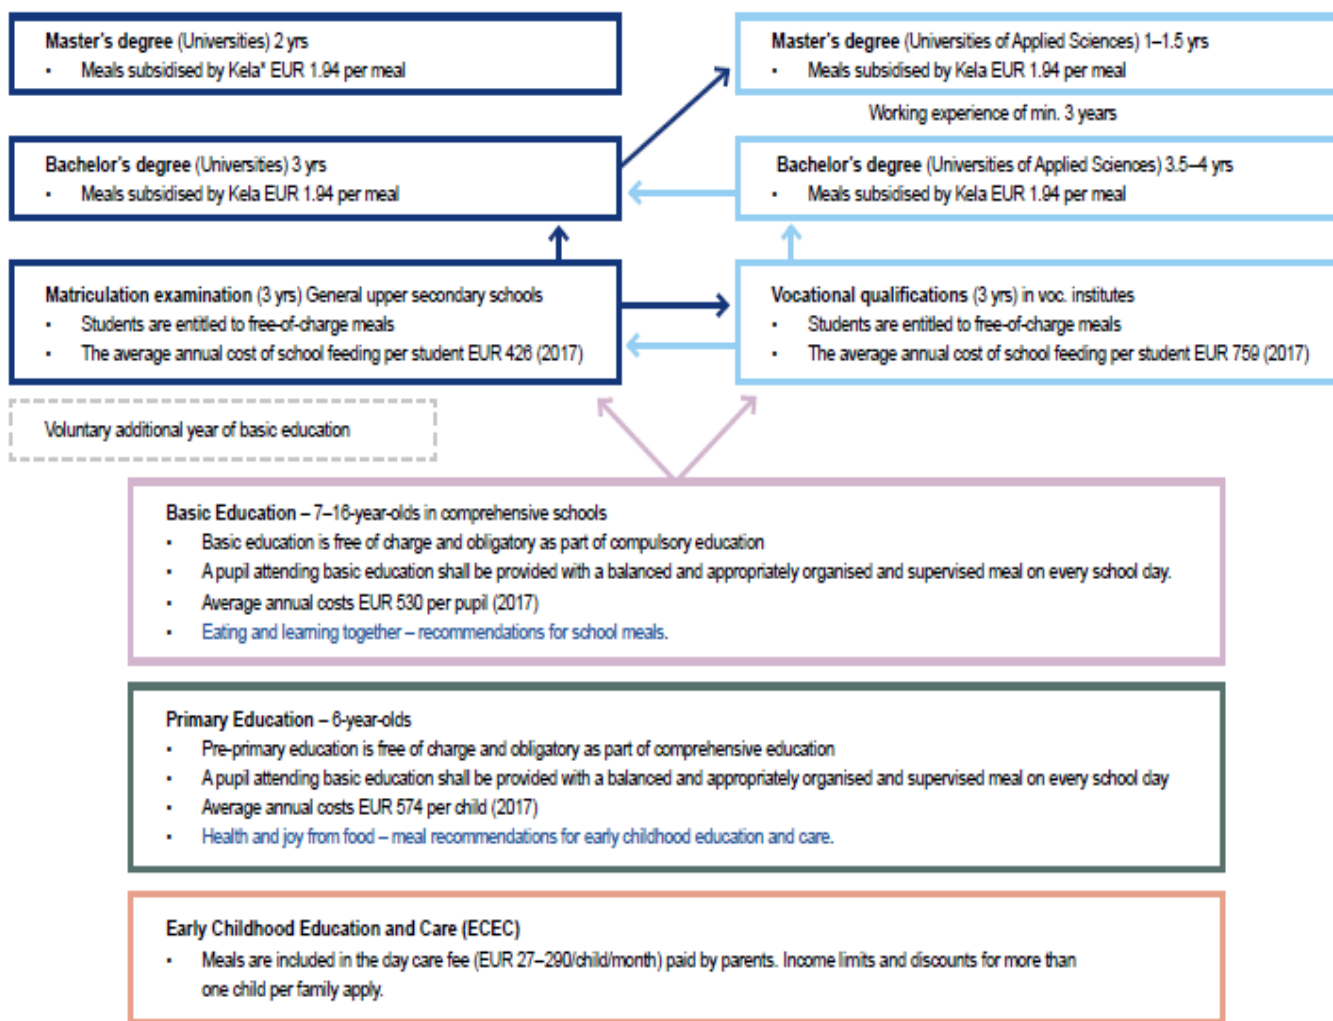 Master's degree (Universities) 2 yrs
▪ Meals subsidised by Kela* EUR 1.94 per meal
Master's degree (Universities of Applied Sciences) 1–1.5 yrs
▪ Meals subsidised by Kela EUR 1.94 per meal
Working experience of min. 3 years
Bachelor's degree (Universities) 3 yrs
▪ Meals subsidised by Kela EUR 1.94 per meal
Bachelor's degree (Universities of Applied Sciences) 3.5–4 yrs
▪ Meals subsidised by Kela EUR 1.94 per meal
Matriculation examination (3 yrs) General upper secondary schools
▪ Students are entitled to free-of-charge meals
▪ The average annual cost of school feeding per student EUR 426 (2017)
Vocational qualifications (3 yrs) in voc. institutes
▪ Students are entitled to free-of-charge meals
▪ The average annual cost of school feeding per student EUR 759 (2017)
Voluntary additional year of basic education
Basic Education – 7–16-year-olds in comprehensive schools
▪ Basic education is free of charge and obligatory as part of compulsory education
▪ A pupil attending basic education shall be provided with a balanced and appropriately organised and supervised meal on every school day.
▪ Average annual costs EUR 530 per pupil (2017)
▪ Eating and learning together – recommendations for school meals.
Primary Education – 6-year-olds
▪ Pre-primary education is free of charge and obligatory as part of comprehensive education
▪ A pupil attending basic education shall be provided with a balanced and appropriately organised and supervised meal on every school day
▪ Average annual costs EUR 574 per child (2017)
▪ Health and joy from food – meal recommendations for early childhood education and care.
Early Childhood Education and Care (ECEC)
▪ Meals are included in the day care fee (EUR 27–290/child/month) paid by parents. Income limits and discounts for more than
one child per family apply.